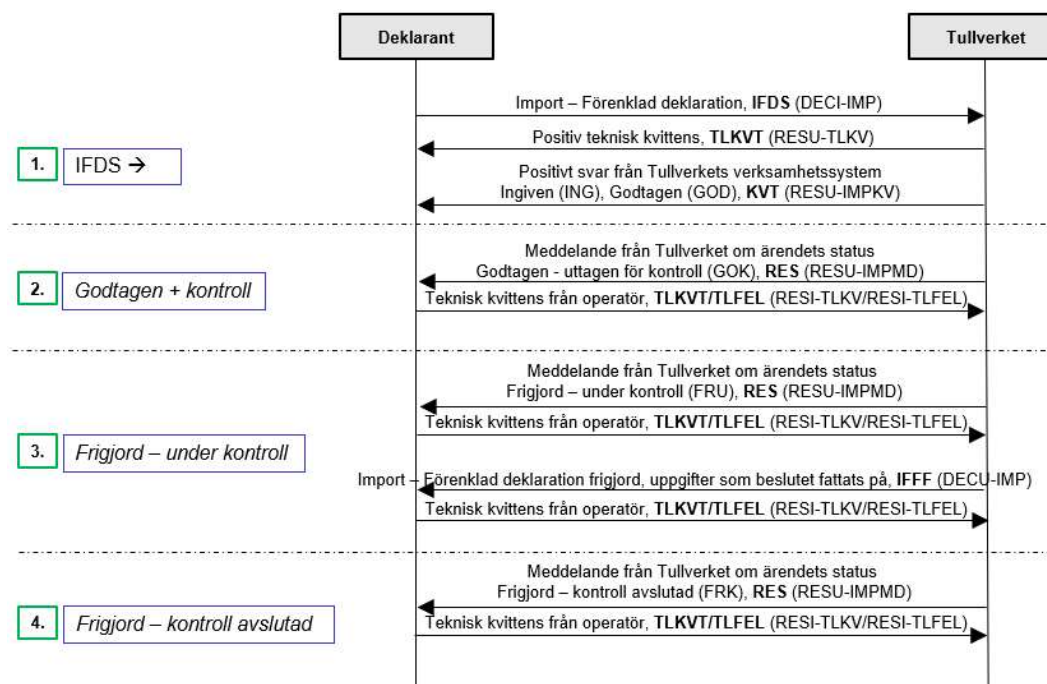 Deklarant
Tullverket
Import – Förenklad deklaration, IFDS (DECI-IMP)
Positiv teknisk kvittens, TLKVT (RESU-TLKV)
1. IFDS →
Positivt svar från Tullverkets verksamhetssystem
Ingiven (ING), Godtagen (GOD), KVT (RESU-IMPKV)
Meddelande från Tullverket om ärendets status
Godtagen - uttagen för kontroll (GOK), RES (RESU-IMPMD)
2. Godtagen + kontroll
Teknisk kvittens från operatör, TLKVT/TLFEL (RESI-TLKV/RESI-TLFEL)
Meddelande från Tullverket om ärendets status
Frigjord – under kontroll (FRU), RES (RESU-IMPMD)
Teknisk kvittens från operatör, TLKVT/TLFEL (RESI-TLKV/RESI-TLFEL)
3. Frigjord – under kontroll
Import – Förenklad deklaration frigjord, uppgifter som beslutet fattats på, IFFF (DECU-IMP)
Teknisk kvittens från operatör, TLKVT/TLFEL (RESI-TLKV/RESI-TLFEL)
Meddelande från Tullverket om ärendets status
Frigjord – kontroll avslutad (FRK), RES (RESU-IMPMD)
4. Frigjord – kontroll avslutad
Teknisk kvittens från operatör, TLKVT/TLFEL (RESI-TLKV/RESI-TLFEL)